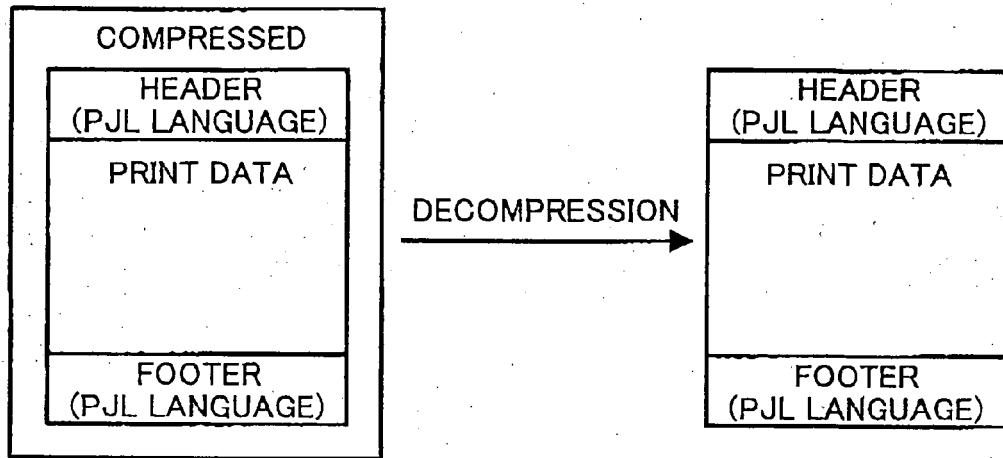 COMPRESSED
HEADER
(PJL LANGUAGE)
PRINT DATA
FOOTER
(PJL LANGUAGE)
DECOMPRESSION
HEADER
(PJL LANGUAGE)
PRINT DATA
FOOTER
(PJL LANGUAGE)